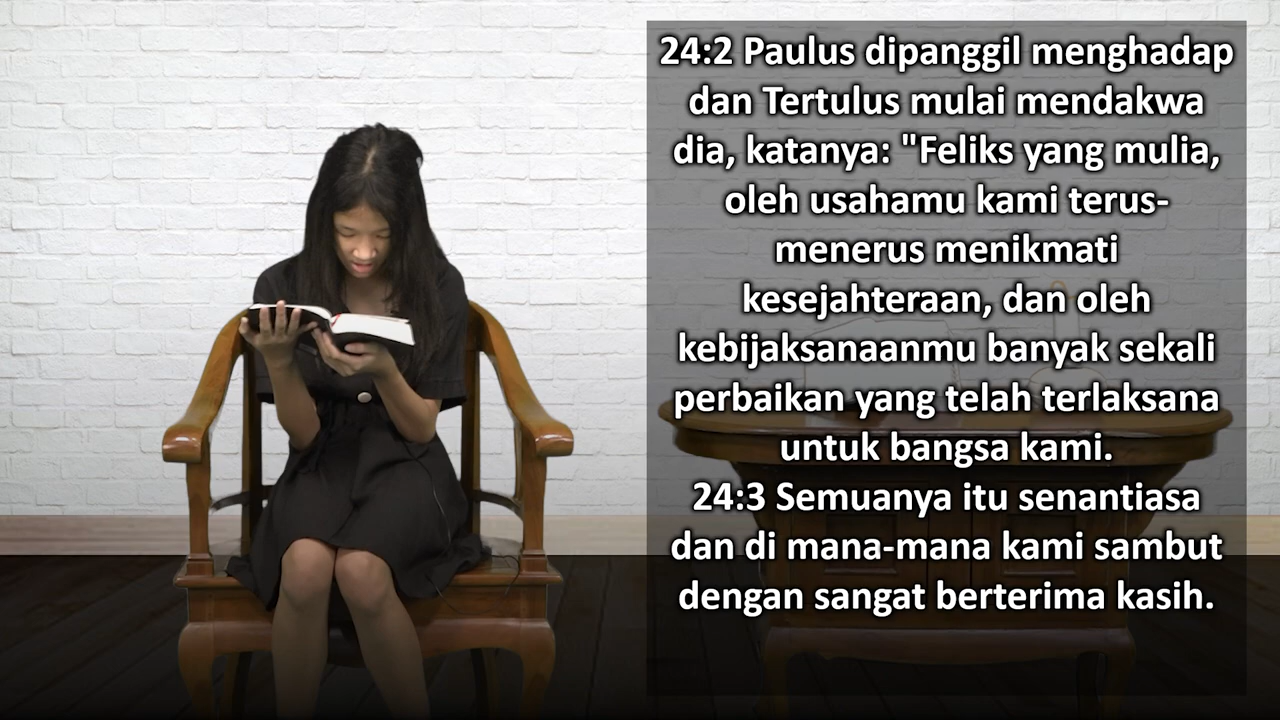 24:2 Paulus dipanggil menghadap
dan Tertulus mulai mendakwa
dia, katanya: "Feliks yang mulia,
oleh usahamu kami terus-
menerus menikmati
kesejahteraan, dan oleh
kebijaksanaanmu banyak sekali
perbaikan yang telah terlaksana
untuk bangsa kami.
24:3 Semuanya itu senantiasa
dan di mana-mana kami sambut
dengan sangat berterima kasih.